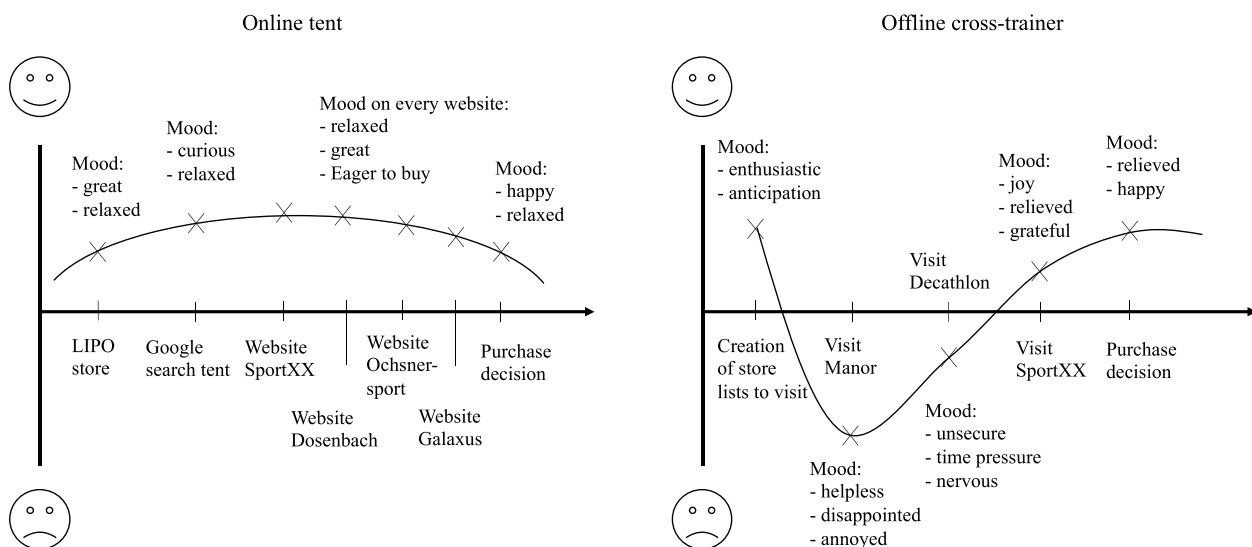 Online tent
Mood:
- great
- relaxed
Mood:
- curious
- relaxed
Mood on every website:
- relaxed
- great
- Eager to buy
Mood:
- happy
- relaxed
LIPO
store
Google
search tent
Website
SportXX
Website
Dosenbach
Website
Ochsner-
sport
Website
Galaxus
Purchase
decision
Offline cross-trainer
Mood:
- enthusiastic
- anticipation
Mood:
- joy
- relieved
- grateful
Mood:
- relieved
- happy
Visit
Decathlon
Creation
of store
lists to visit
Visit
Manor
Visit
SportXX
Purchase
decision
Mood:
- unsecure
- time pressure
- nervous
Mood:
- helpless
- disappointed
- annoyed